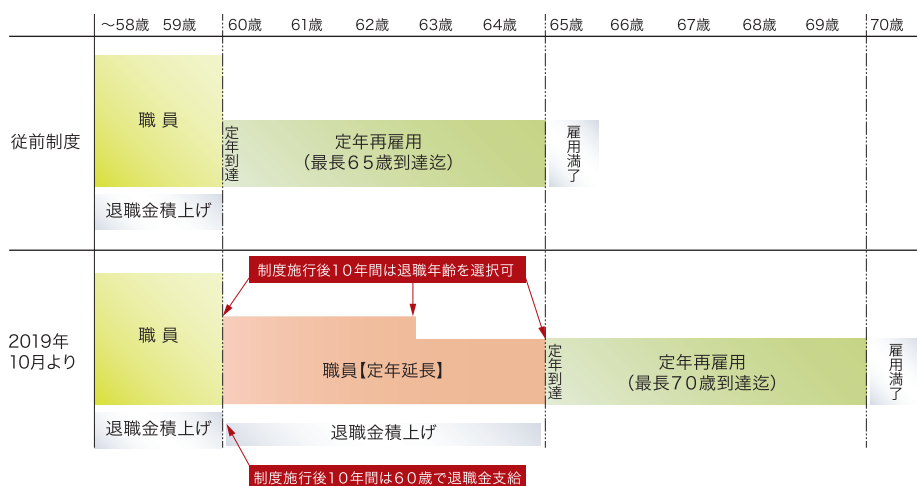 ～58歳 59歳 60歳 61歳 62歳 63歳 64歳 65歳 66歳 67歳 68歳 69歳 70歳
従前制度
職 員
定年到達
定年再雇用
（最長６５歳到達迄）
雇用満了
退職金積上げ
制度施行後１０年間は退職年齢を選択可
2019年
10月より
職 員
職員【定年延長】
定年到達
定年再雇用
（最長７０歳到達迄）
雇用満了
退職金積上げ
退職金積上げ
制度施行後１０年間は６０歳で退職金支給